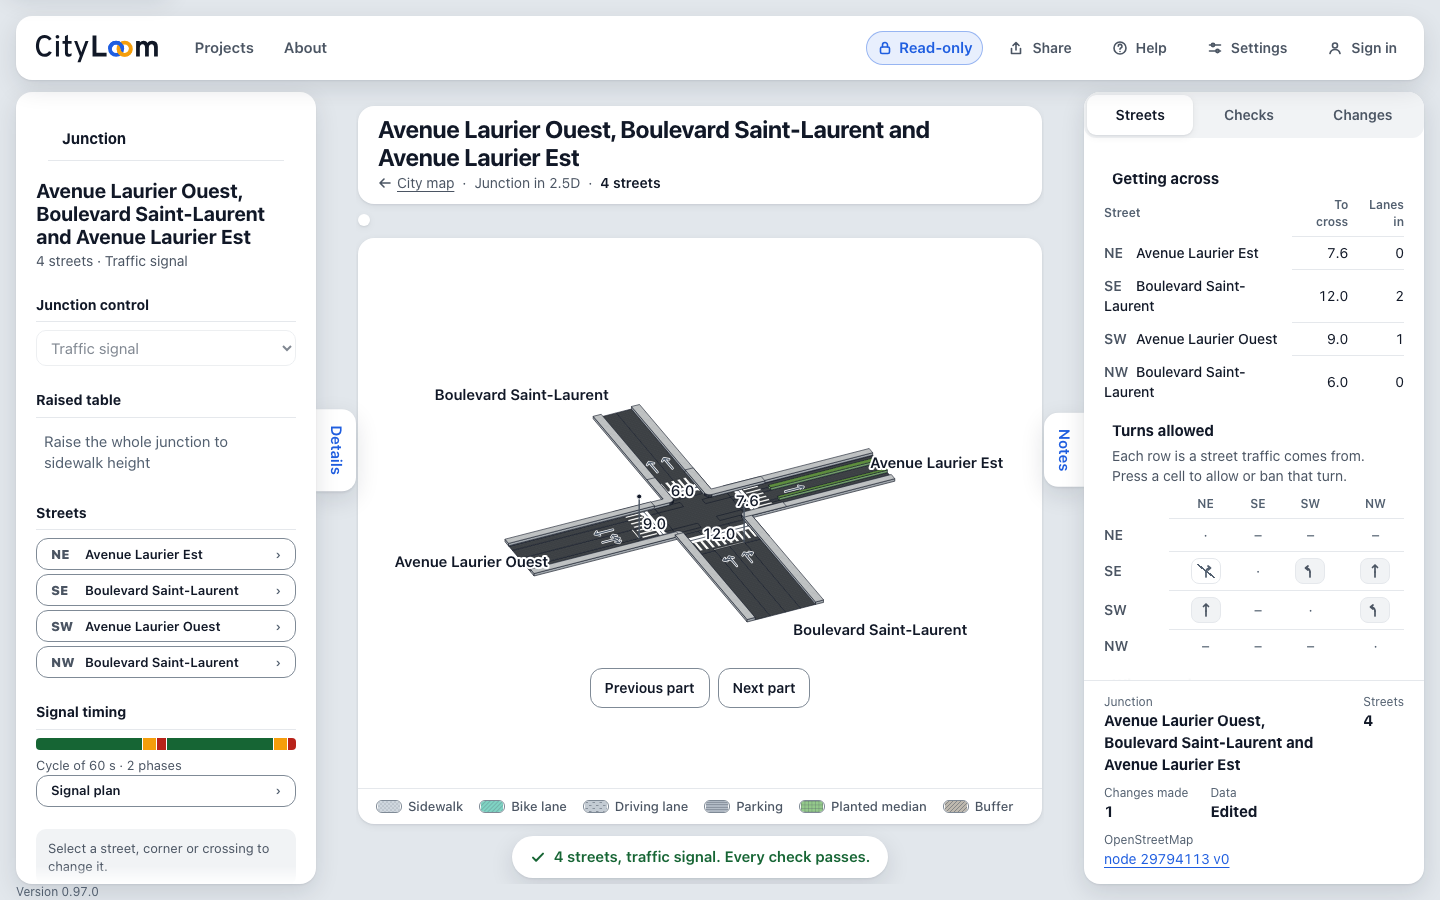 CityLoom
Projects
About
Read-only
Share
Help
Settings
Sign in
Junction
Avenue Laurier Ouest,
Boulevard Saint-Laurent
and Avenue Laurier Est
4 streets · Traffic signal
Junction control
Traffic signal
Raised table
Raise the whole junction to
sidewalk height
Streets
NE Avenue Laurier Est ›
SE Boulevard Saint-Laurent ›
SW Avenue Laurier Ouest ›
NW Boulevard Saint-Laurent ›
Signal timing
Cycle of 60 s · 2 phases
Signal plan ›
Select a street, corner or crossing to
change it.
Version 0.97.0
Details
Avenue Laurier Ouest, Boulevard Saint-Laurent and
Avenue Laurier Est
← City map · Junction in 2.5D · 4 streets
Boulevard Saint-Laurent
Avenue Laurier Est
6.0
7.6
9.0
12.0
Avenue Laurier Ouest
Boulevard Saint-Laurent
Previous part
Next part
Sidewalk
Bike lane
Driving lane
Parking
Planted median
Buffer
4 streets, traffic signal. Every check passes.
Notes
Streets
Checks
Changes
Getting across
Street To cross Lanes in
NE Avenue Laurier Est 7.6 0
SE Boulevard Saint-
Laurent 12.0 2
SW Avenue Laurier Ouest 9.0 1
NW Boulevard Saint-
Laurent 6.0 0
Turns allowed
Each row is a street traffic comes from.
Press a cell to allow or ban that turn.
NE SE SW NW
NE · – – –
SE ·
SW – ·
NW – – – ·
Junction
Avenue Laurier Ouest,
Boulevard Saint-Laurent and
Avenue Laurier Est
Streets
4
Changes made
1
Data
Edited
OpenStreetMap
node 29794113 v0